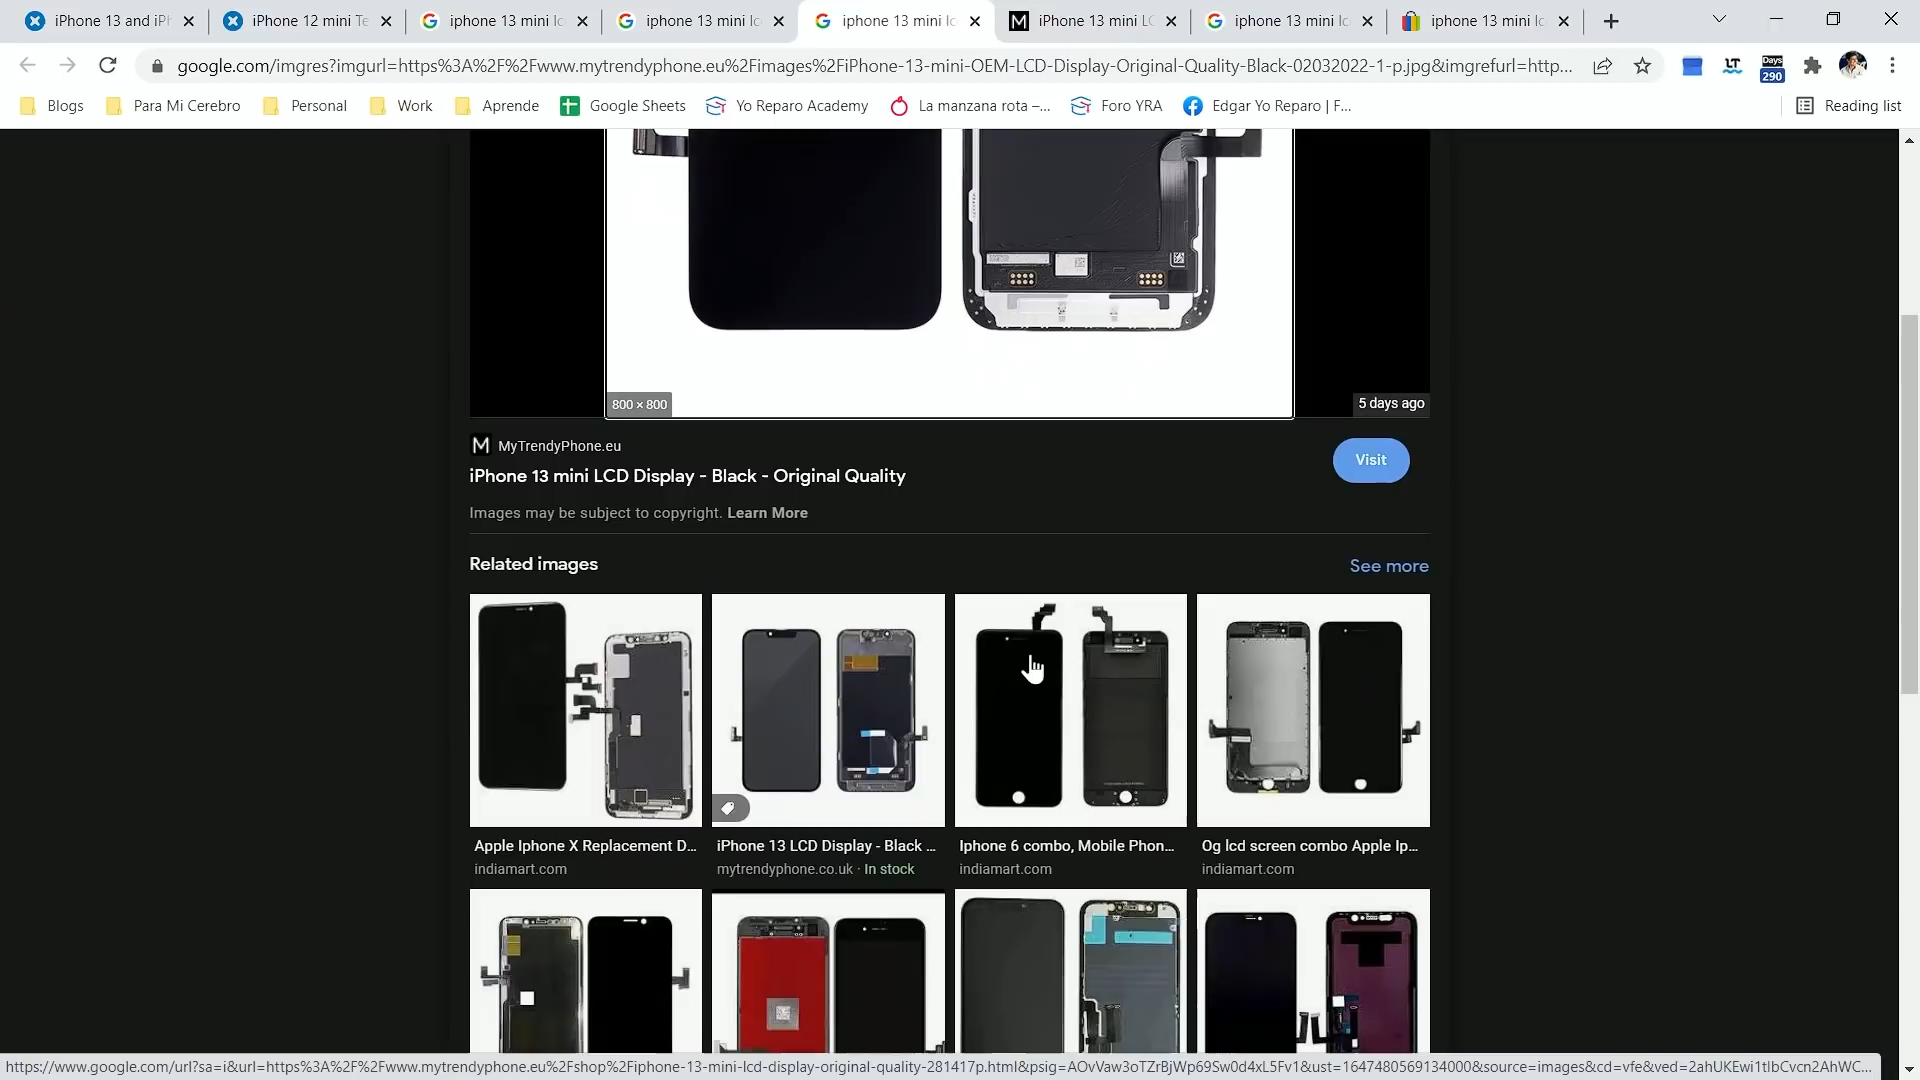 iPhone 13 and iPh
iPhone 12 mini Te
iphone 13 mini lc
iphone 13 mini lc
iphone 13 mini lc
iPhone 13 mini LC
iphone 13 mini lc
iphone 13 mini lc
google.com/imgres?imgurl=https%3A%2F%2Fwww.mytrendyphone.eu%2Fimages%2FiPhone-13-mini-OEM-LCD-Display-Original-Quality-Black-02032022-1-p.jpg&imgrefurl=http...
LT
Days
290
Blogs
Para Mi Cerebro
Personal
Work
Aprende
Google Sheets
Yo Reparo Academy
La manzana rota –...
Foro YRA
Edgar Yo Reparo | F...
Reading list
800 × 800
5 days ago
M MyTrendyPhone.eu
Visit
iPhone 13 mini LCD Display - Black - Original Quality
Images may be subject to copyright. Learn More
Related images
See more
Apple Iphone X Replacement D...
indiamart.com
iPhone 13 LCD Display - Black ...
mytrendyphone.co.uk · In stock
Iphone 6 combo, Mobile Phon...
indiamart.com
Og lcd screen combo Apple Ip...
indiamart.com
https://www.google.com/url?sa=i&url=https%3A%2F%2Fwww.mytrendyphone.eu%2Fshop%2Fiphone-13-mini-lcd-display-original-quality-281417p.html&psig=AOvVaw3oTZrBjWp69Sw0d4xL5Fv1&ust=1647480569134000&source=images&cd=vfe&ved=2ahUKEwi1tlbCvcn2AhWC...